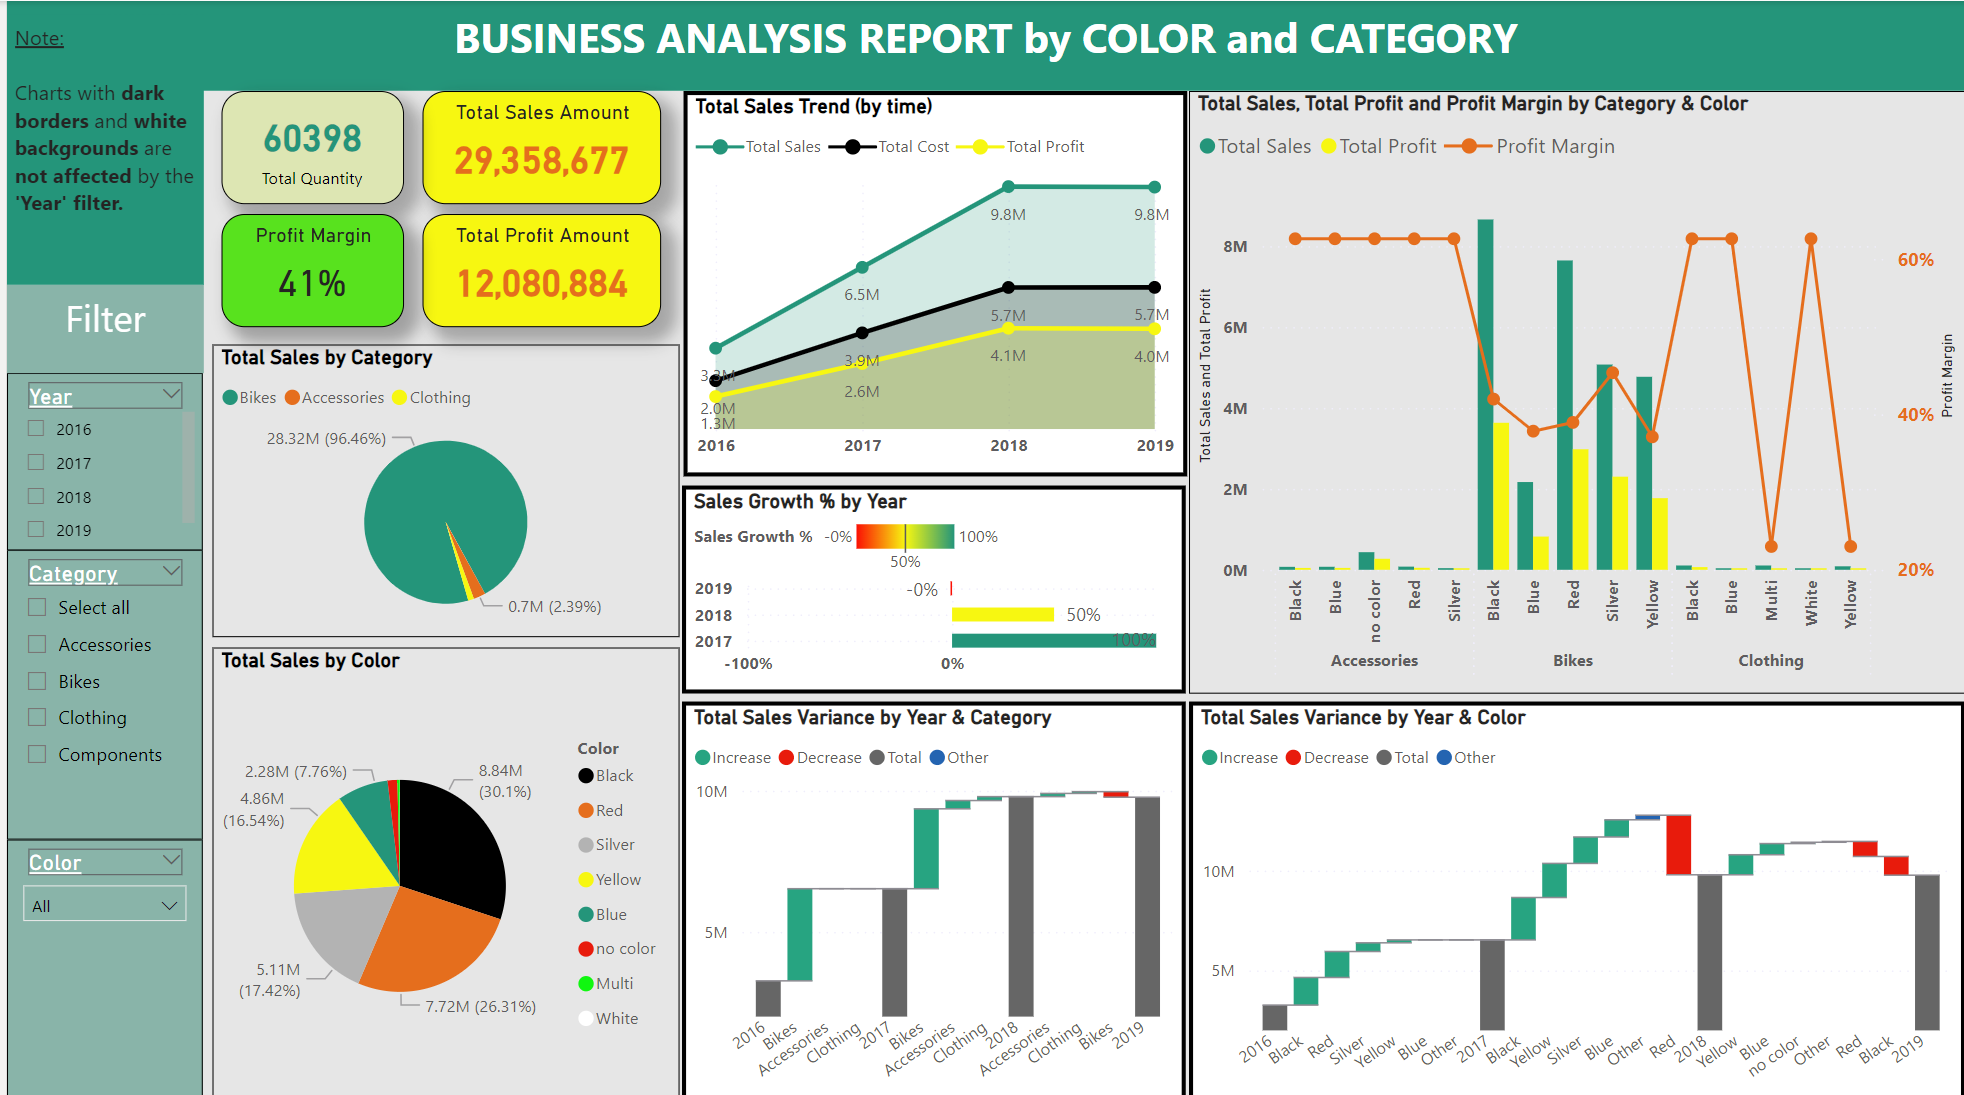 BUSINESS ANALYSIS REPORT by COLOR and CATEGORY
Note:
Charts with dark
borders and white
backgrounds are
not affected by the
'Year' filter.
Filter
Year
2016
2017
2018
2019
Category
Select all
Accessories
Bikes
Clothing
Components
Color
All
60398
Total Quantity
Total Sales Amount
29,358,677
Profit Margin
41%
Total Profit Amount
12,080,884
Total Sales by Category
Bikes Accessories Clothing
28.32M (96.46%)
0.7M (2.39%)
Total Sales by Color
Color
Black
Red
Silver
Yellow
Blue
no color
Multi
White
2.28M (7.76%)
8.84M
(30.1%)
4.86M
(16.54%)
5.11M
(17.42%)
7.72M (26.31%)
Total Sales Trend (by time)
Total Sales Total Cost Total Profit
9.8M 9.8M
6.5M
5.7M 5.7M
3.3M
3.9M
4.1M 4.0M
2.6M
2.0M
1.3M
2016 2017 2018 2019
Sales Growth % by Year
Sales Growth % -0% 100%
50%
2019 -0%
2018 50%
2017 100%
-100% 0%
Total Sales, Total Profit and Profit Margin by Category & Color
Total Sales Total Profit Profit Margin
Total Sales and Total Profit
8M
6M
4M
2M
0M
60%
40%
20%
Profit Margin
Black Blue no color Red Silver Black Blue Red Silver Yellow Black Blue Multi White Yellow
Accessories Bikes Clothing
Total Sales Variance by Year & Category
Increase Decrease Total Other
10M
5M
2016 Bikes Accessories Clothing 2017 Bikes Accessories Clothing 2018 Accessories Clothing Bikes 2019
Total Sales Variance by Year & Color
Increase Decrease Total Other
10M
5M
2016 Black Red Silver Yellow Blue Other 2017 Black Yellow Silver Blue Other Red 2018 Yellow Blue no color Other Red Black 2019